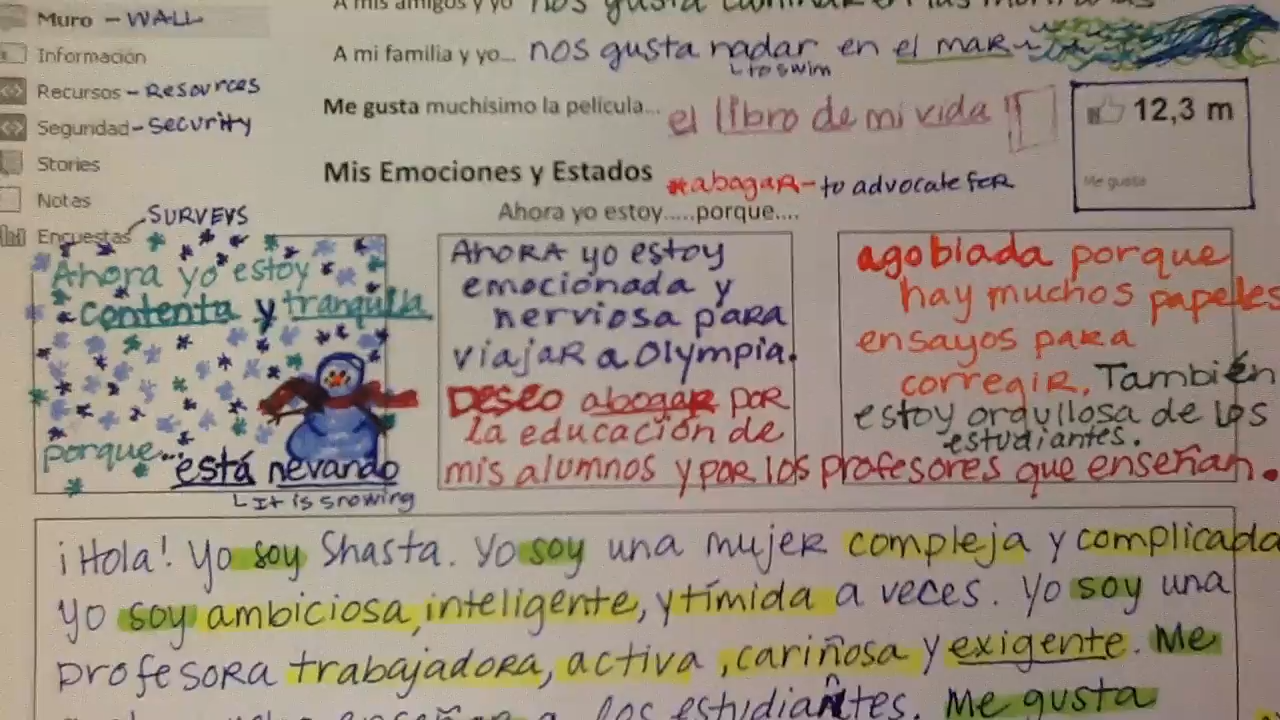 Muro - WALL
Información
Recursos - Resources
Seguridad - Security
Stories
Notas
SURVEYS
Encuestas
A mis amigos y yo nos gusta
A mi familia y yo... nos gusta nadar en el mar
to swim
Me gusta muchísimo la película... el libro de mi vida
12,3 m
Me gusta
Mis Emociones y Estados
*abogar - to advocate for
Ahora yo estoy.....porque....
Ahora yo estoy
contenta y tranquila
porque...
está nevando
It is snowing
Ahora yo estoy
emocionada y
nerviosa para
viajar a Olympia.
Deseo abogar por
la educación de
mis alumnos y por los profesores que enseñan.
agobiada porque
hay muchos papeles
ensayos para
corregir. También
estoy orgullosa de los
estudiantes.
¡Hola! Yo soy Shasta. Yo soy una mujer compleja y complicada
Yo soy ambiciosa, inteligente, y tímida a veces. Yo soy una
profesora trabajadora, activa, cariñosa y exigente. Me
a los estudiantes. Me gusta